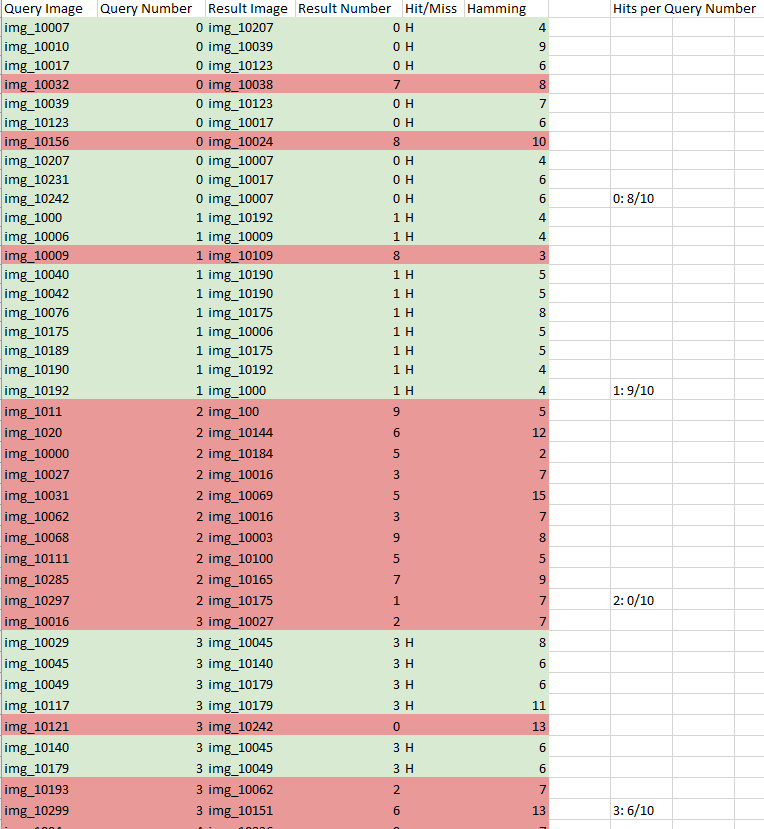 Query Image Query Number Result Image Result Number Hit/Miss Hamming Hits per Query Number
img_10007 0 img_10207 0 H 4
img_10010 0 img_10039 0 H 9
img_10017 0 img_10123 0 H 6
img_10032 0 img_10038 7 8
img_10039 0 img_10123 0 H 7
img_10123 0 img_10017 0 H 6
img_10156 0 img_10024 8 10
img_10207 0 img_10007 0 H 4
img_10231 0 img_10017 0 H 6
img_10242 0 img_10007 0 H 6 0: 8/10
img_1000 1 img_10192 1 H 4
img_10006 1 img_10009 1 H 4
img_10009 1 img_10109 8 3
img_10040 1 img_10190 1 H 5
img_10042 1 img_10190 1 H 5
img_10076 1 img_10175 1 H 8
img_10175 1 img_10006 1 H 5
img_10189 1 img_10175 1 H 5
img_10190 1 img_10192 1 H 4
img_10192 1 img_1000 1 H 4 1: 9/10
img_1011 2 img_100 9 5
img_1020 2 img_10144 6 12
img_10000 2 img_10184 5 2
img_10027 2 img_10016 3 7
img_10031 2 img_10069 5 15
img_10062 2 img_10016 3 7
img_10068 2 img_10003 9 8
img_10111 2 img_10100 5 5
img_10285 2 img_10165 7 9
img_10297 2 img_10175 1 7 2: 0/10
img_10016 3 img_10027 2 7
img_10029 3 img_10045 3 H 8
img_10045 3 img_10140 3 H 6
img_10049 3 img_10179 3 H 6
img_10117 3 img_10179 3 H 11
img_10121 3 img_10242 0 13
img_10140 3 img_10045 3 H 6
img_10179 3 img_10049 3 H 6
img_10193 3 img_10062 2 7
img_10299 3 img_10151 6 13 3: 6/10